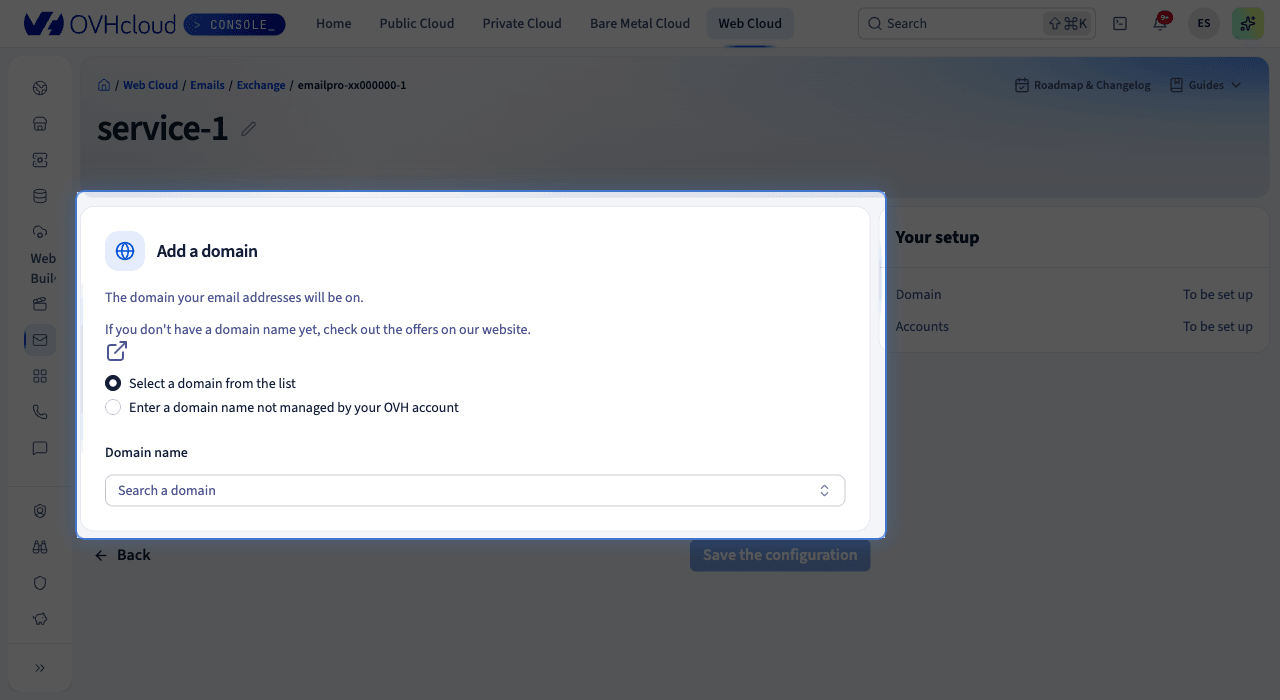 OVHcloud > CONSOLE_
Home Public Cloud Private Cloud Bare Metal Cloud Web Cloud
Search ⇧⌘K 9+ ES
/ Web Cloud / Emails / Exchange / emailpro-xx000000-1
Roadmap & Changelog Guides
service-1
Web
Buil
Add a domain
The domain your email addresses will be on.
If you don't have a domain name yet, check out the offers on our website.
Select a domain from the list
Enter a domain name not managed by your OVH account
Domain name
Search a domain
Your setup
Domain To be set up
Accounts To be set up
Back
Save the configuration